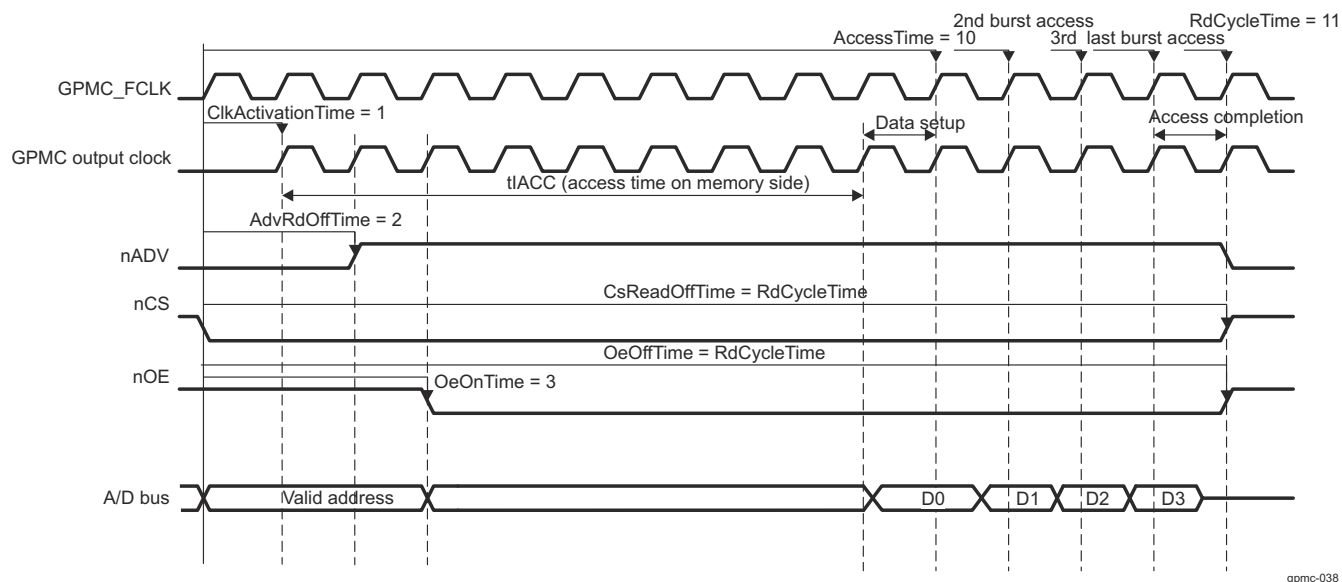 2nd burst access
RdCycleTime = 11
AccessTime = 10
3rd last burst access
GPMC_FCLK
ClkActivationTime = 1
Data setup
Access completion
GPMC output clock
tIACC (access time on memory side)
AdvRdOffTime = 2
nADV
nCS
CsReadOffTime = RdCycleTime
OeOffTime = RdCycleTime
nOE
OeOnTime = 3
A/D bus
Valid address
D0
D1
D2
D3
gpmc-038